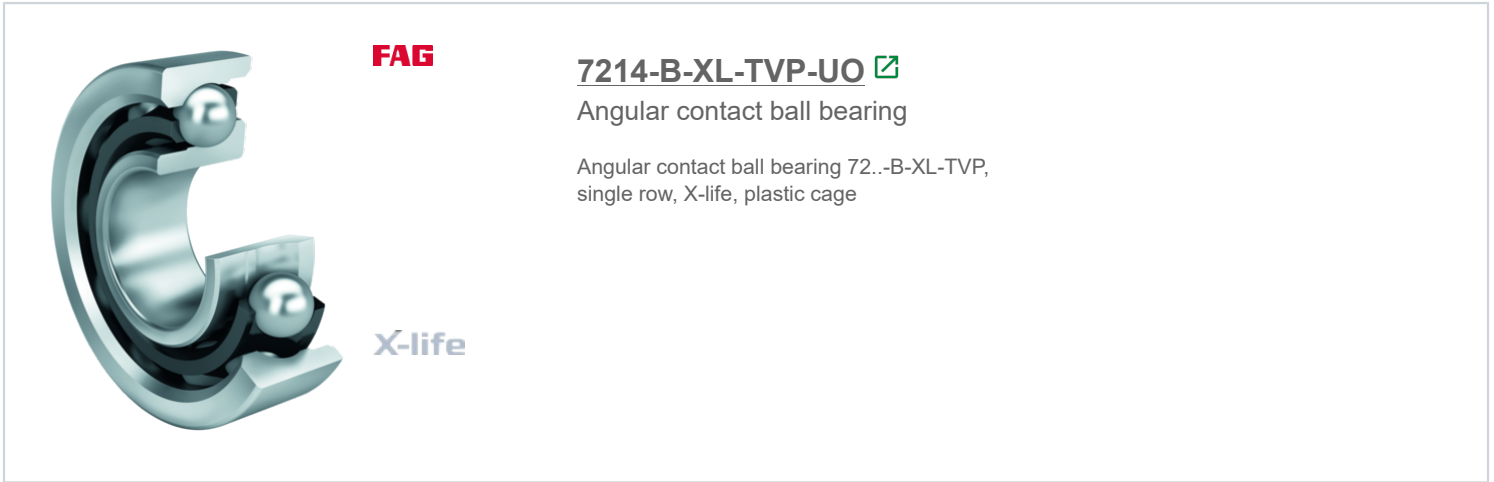 FAG
7214-B-XL-TVP-UO
Angular contact ball bearing
Angular contact ball bearing 72..-B-XL-TVP,
single row, X-life, plastic cage
X-life